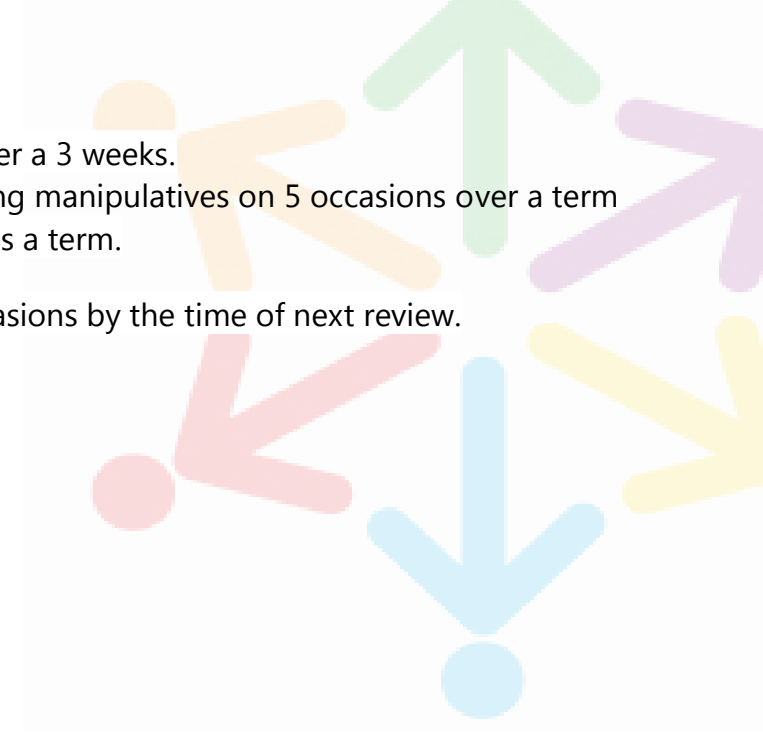 er a 3 weeks.
ng manipulatives on 5 occasions over a term
s a term.
asions by the time of next review.